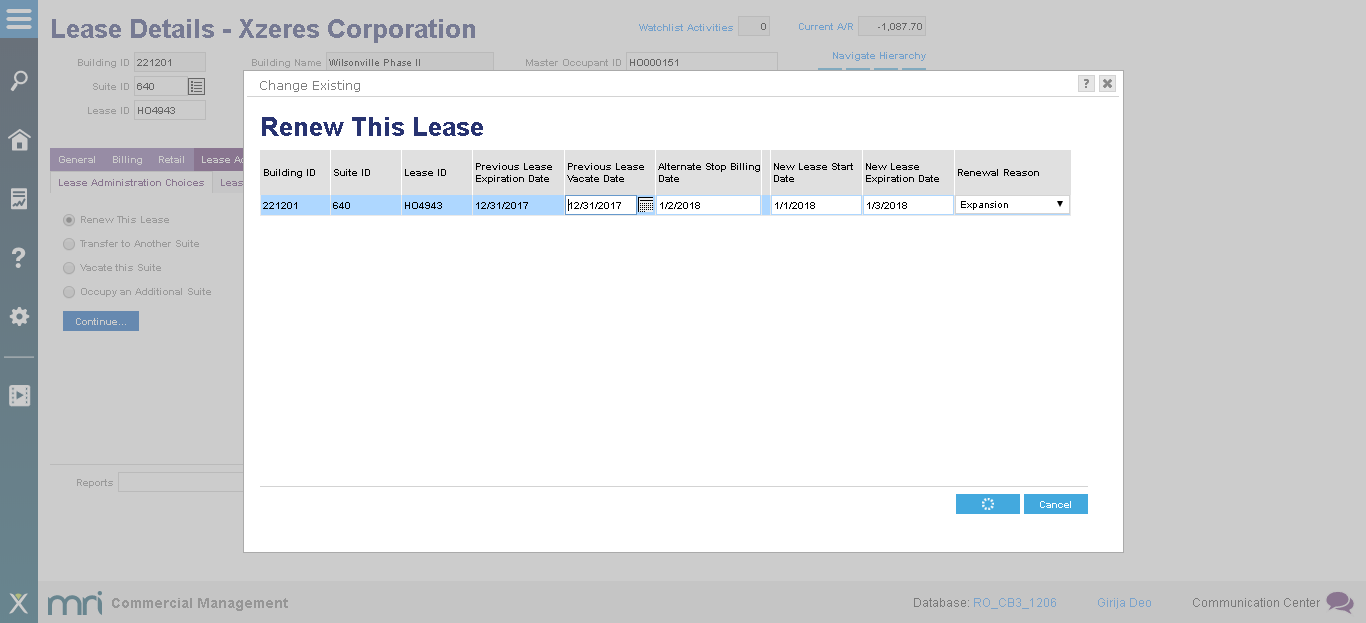 Lease Details - Xzeres Corporation
Watchlist Activities 0 Current A/R -1,087.70
Navigate Hierarchy
Building ID 221201 Building Name Wilsonville Phase II Master Occupant ID HO000151
Suite ID 640
Lease ID HO4943
General Billing Retail Lease Ad
Lease Administration Choices Leas
Renew This Lease
Transfer to Another Suite
Vacate this Suite
Occupy an Additional Suite
Continue...
Reports
Change Existing ?
Renew This Lease
Building ID Suite ID Lease ID Previous Lease Expiration Date Previous Lease Vacate Date Alternate Stop Billing Date New Lease Start Date New Lease Expiration Date Renewal Reason
221201 640 HO4943 12/31/2017 12/31/2017 1/2/2018 1/1/2018 1/3/2018 Expansion
Cancel
mri Commercial Management Database: RO_CB3_1206 Girija Deo Communication Center